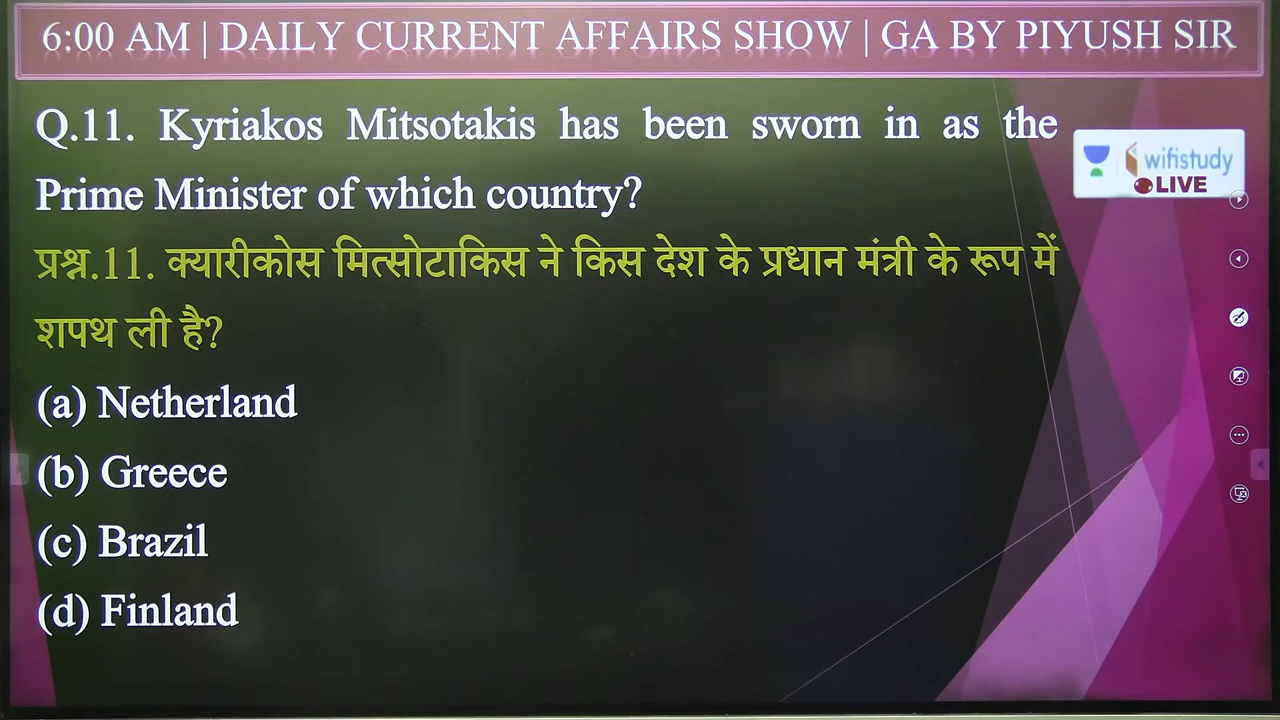 6:00 AM | DAILY CURRENT AFFAIRS SHOW | GA BY PIYUSH SIR
Q.11. Kyriakos Mitsotakis has been sworn in as the
Prime Minister of which country?
wifistudy
LIVE
प्रश्न.11. क्यारीकोस मित्सोटाकिस ने किस देश के प्रधान मंत्री के रूप में
शपथ ली है?
(a) Netherland
(b) Greece
(c) Brazil
(d) Finland